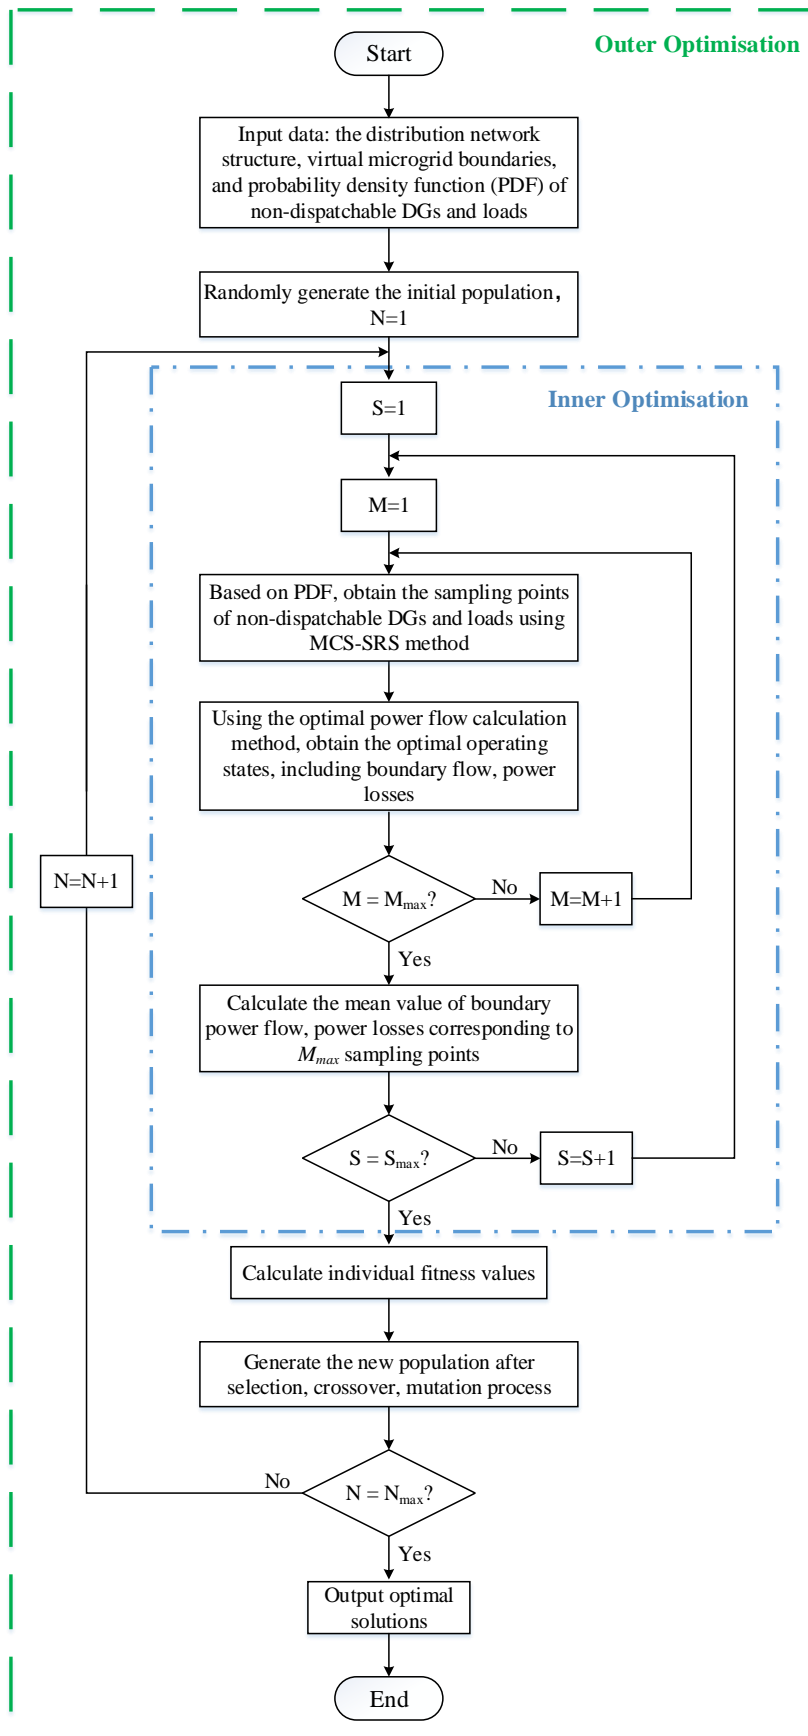 Outer Optimisation
Start
Input data: the distribution network
structure, virtual microgrid boundaries,
and probability density function (PDF) of
non-dispatchable DGs and loads
Randomly generate the initial population,
N=1
Inner Optimisation
S=1
M=1
Based on PDF, obtain the sampling points
of non-dispatchable DGs and loads using
MCS-SRS method
Using the optimal power flow calculation
method, obtain the optimal operating
states, including boundary flow, power
losses
N=N+1
M = Mmax?
No
M=M+1
Yes
Calculate the mean value of boundary
power flow, power losses corresponding to
Mmax sampling points
S = Smax?
No
S=S+1
Yes
Calculate individual fitness values
Generate the new population after
selection, crossover, mutation process
No
N = Nmax?
Yes
Output optimal
solutions
End